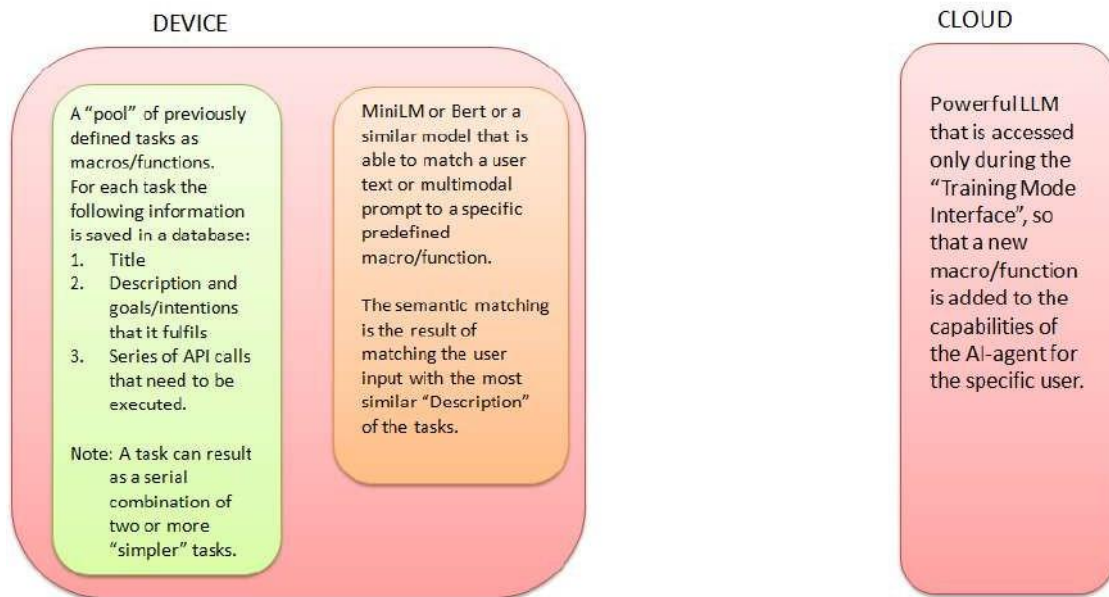 DEVICE
A “pool” of previously
defined tasks as
macros/functions.
For each task the
following information
is saved in a database:
1. Title
2. Description and
goals/intentions
that it fulfils
3. Series of API calls
that need to be
executed.
Note: A task can result
as a serial
combination of
two or more
“simpler” tasks.
MiniLM or Bert or a
similar model that is
able to match a user
text or multimodal
prompt to a specific
predefined
macro/function.
The semantic matching
is the result of
matching the user
input with the most
similar “Description”
of the tasks.
CLOUD
Powerful LLM
that is accessed
only during the
“Training Mode
Interface”, so
that a new
macro/function
is added to the
capabilities of
the AI-agent for
the specific user.